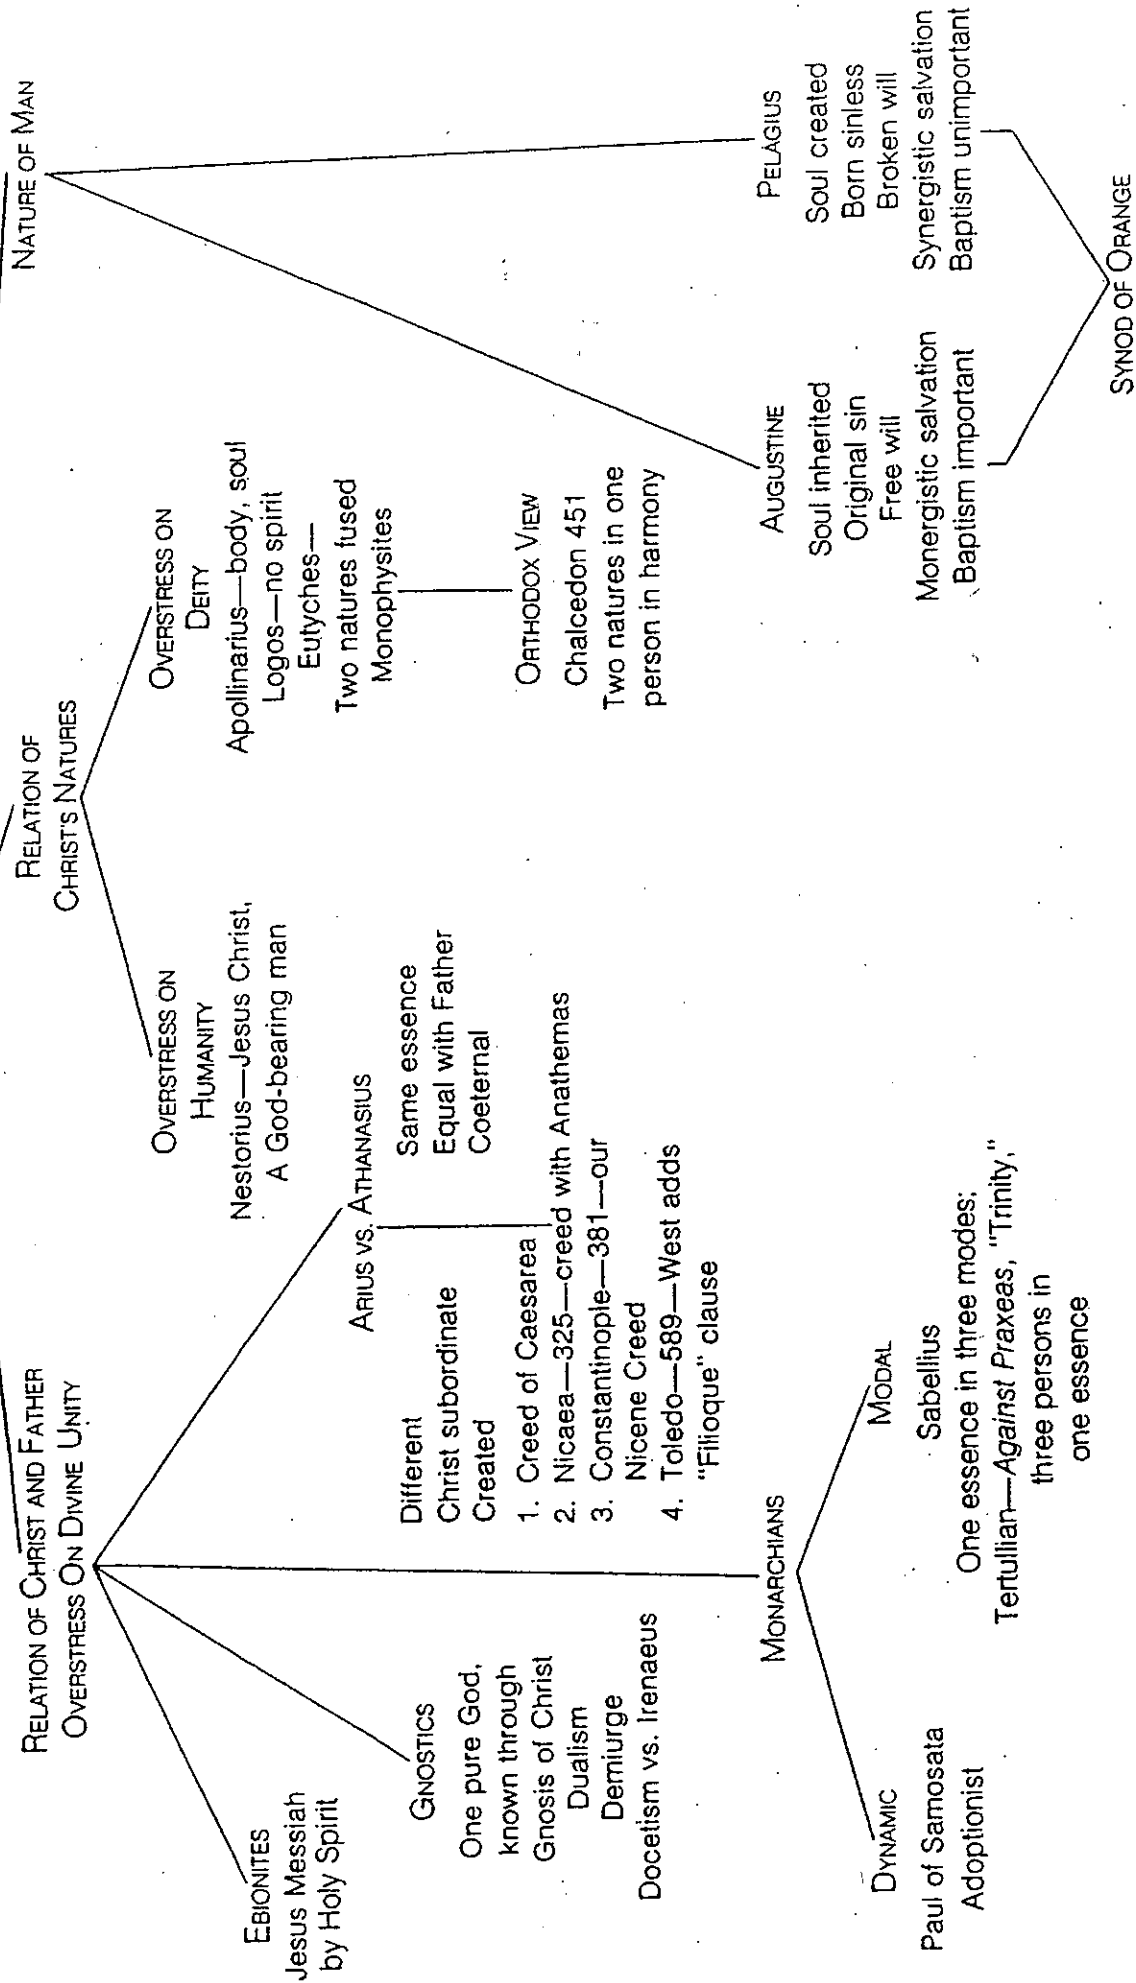 RELATION OF CHRIST AND FATHER
OVERSTRESS ON DIVINE UNITY
EBIONITES
Jesus Messiah
by Holy Spirit
GNOSTICS
One pure God,
known through
Gnosis of Christ
Dualism
Demiurge
Docetism vs. Irenaeus
MONARCHIANS
DYNAMIC
Paul of Samosata
Adoptionist
MODAL
Sabellius
One essence in three modes;
Tertullian—Against Praxeas, "Trinity,"
three persons in
one essence
ARIUS VS. ATHANASIUS
Different
Christ subordinate
Created
Same essence
Equal with Father
Coeternal
1. Creed of Caesarea
2. Nicaea—325—creed with Anathemas
3. Constantinople—381—our
Nicene Creed
4. Toledo—589—West adds
"Filioque" clause
RELATION OF
CHRIST'S NATURES
OVERSTRESS ON
HUMANITY
Nestorius—Jesus Christ,
A God-bearing man
OVERSTRESS ON
DEITY
Apollinarius—body, soul
Logos—no spirit
Eutyches—
Two natures fused
Monophysites
ORTHODOX VIEW
Chalcedon 451
Two natures in one
person in harmony
NATURE OF MAN
AUGUSTINE
Soul inherited
Original sin
Free will
Monergistic salvation
Baptism important
PELAGIUS
Soul created
Born sinless
Broken will
Synergistic salvation
Baptism unimportant
SYNOD OF ORANGE